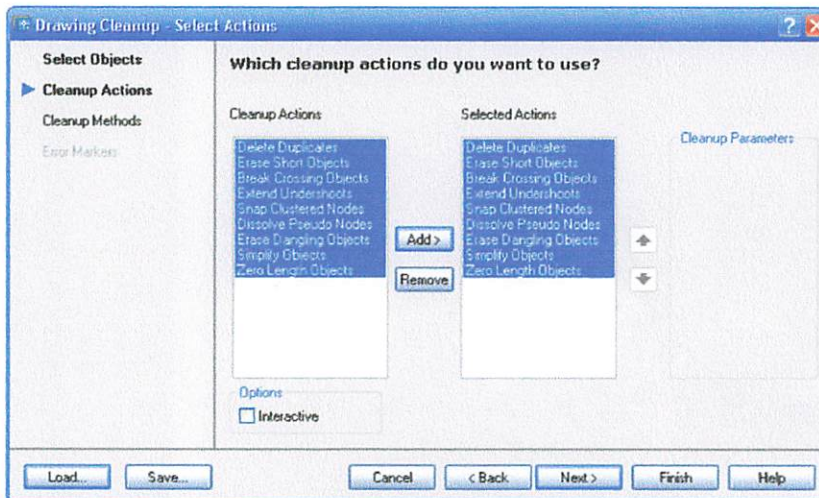 Drawing Cleanup - Select Actions
Select Objects
Cleanup Actions
Cleanup Methods
Error Markers
Which cleanup actions do you want to use?
Cleanup Actions
Delete Duplicates
Erase Short Objects
Break Crossing Objects
Extend Undershoots
Snap Clustered Nodes
Dissolve Pseudo Nodes
Erase Dangling Objects
Simplify Objects
Zero Length Objects
Add >
Remove
Selected Actions
Delete Duplicates
Erase Short Objects
Break Crossing Objects
Extend Undershoots
Snap Clustered Nodes
Dissolve Pseudo Nodes
Erase Dangling Objects
Simplify Objects
Zero Length Objects
Cleanup Parameters
Options
Interactive
Load...
Save...
Cancel
< Back
Next >
Finish
Help